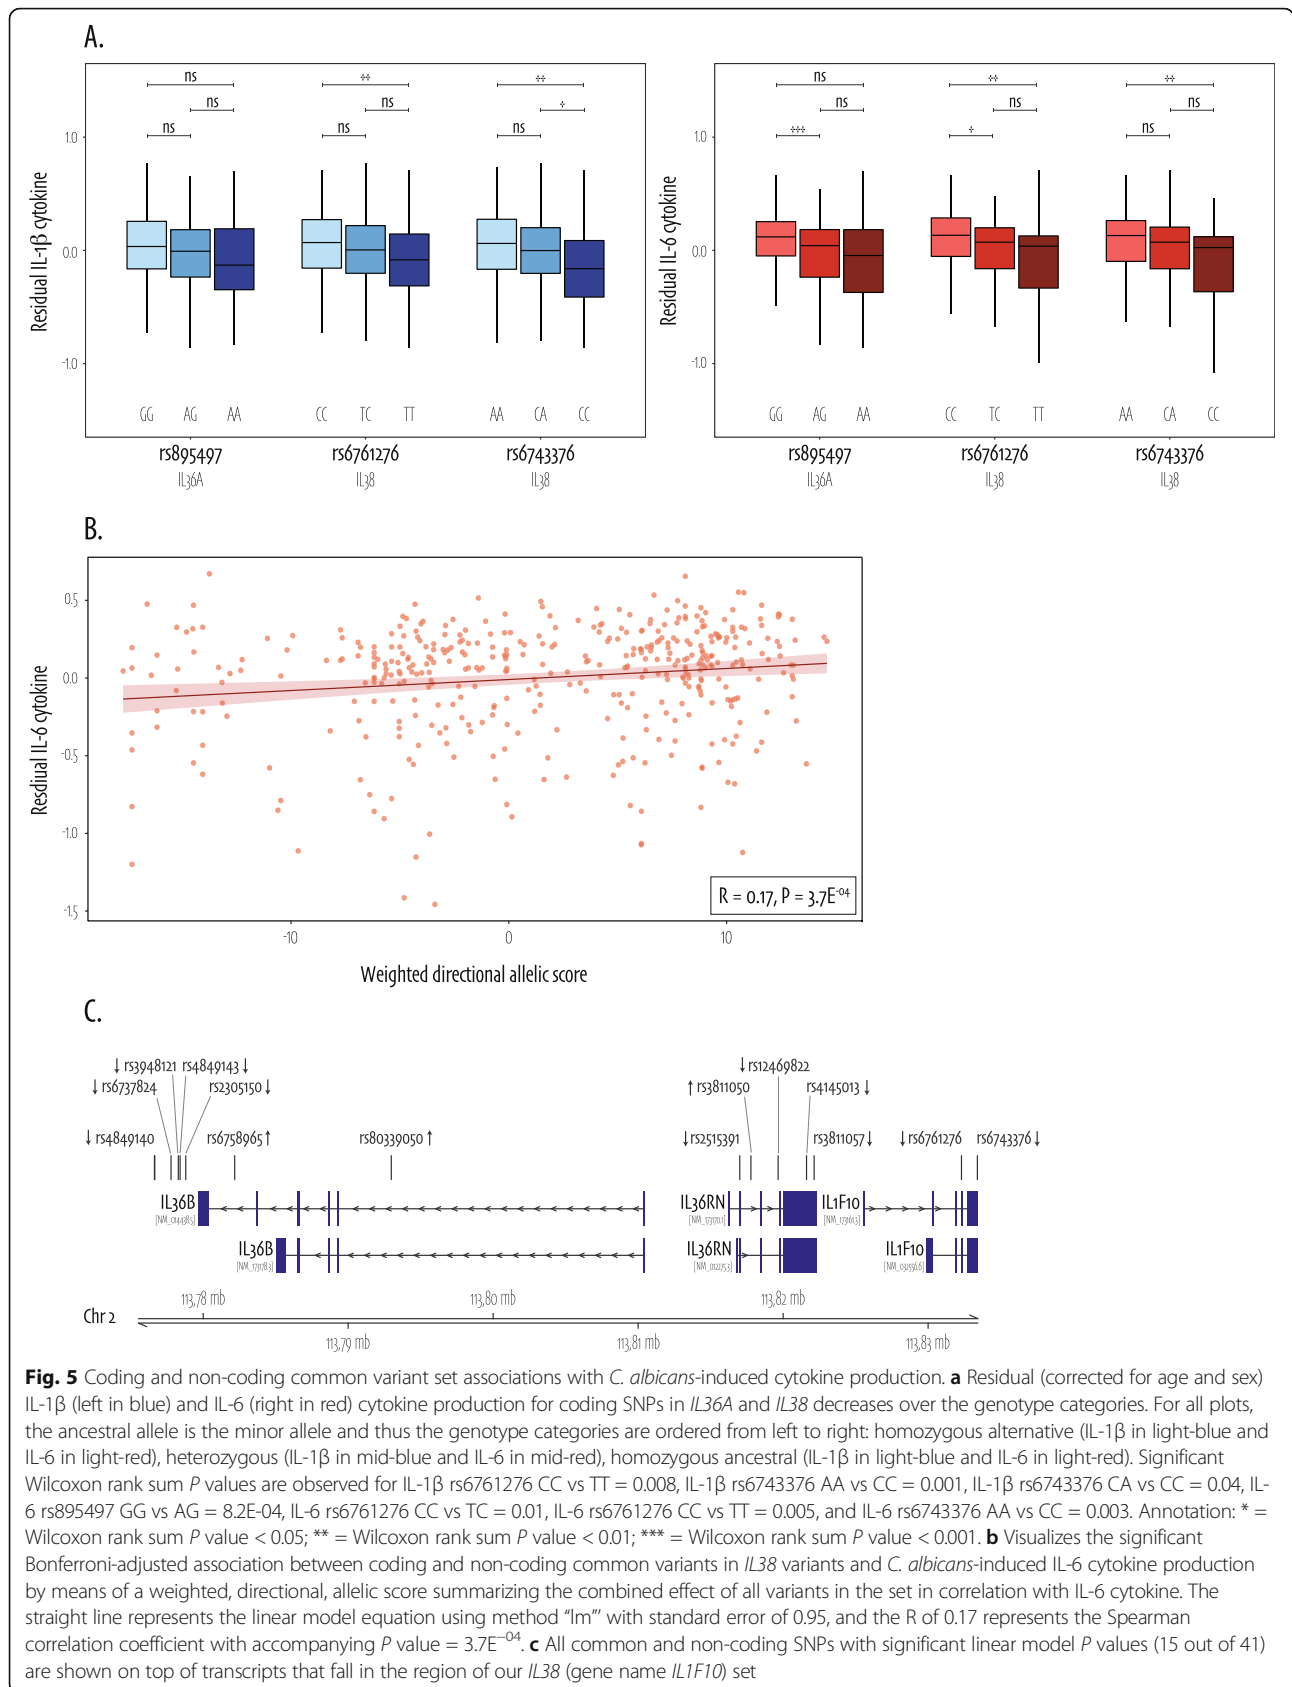 A.
ns ‡‡ ‡‡
ns ns ‡
ns ns ns
1.0
0.0
-1.0
Residual IL-1β cytokine
GG AG AA CC TC TT AA CA CC
rs895497 rs6761276 rs6743376
IL36A IL38 IL38
ns ‡‡ ‡‡
ns ns ns
‡‡‡ ‡ ns
1.0
0.0
-1.0
Residual IL-6 cytokine
GG AG AA CC TC TT AA CA CC
rs895497 rs6761276 rs6743376
IL36A IL38 IL38
B.
0.5
0.0
-0.5
-1.0
-1.5
Resdiual IL-6 cytokine
R = 0.17, P = 3.7E-04
-10 0 10
Weighted directional allelic score
C.
↓ rs3948121 rs4849143 ↓ ↓ rs12469822
↓ rs6737824 rs2305150 ↓ ↑ rs3811050 rs4145013 ↓
↓ rs4849140 rs6758965 ↑ rs80339050 ↑ ↓ rs2515391 rs3811057 ↓ ↓ rs6761276 rs6743376 ↓
IL36B IL36RN IL1F10
[NM_014438.5] [NM_173170.1] [NM_173161.3]
IL36B IL36RN IL1F10
[NM_173178.3] [NM_012275.3] [NM_032556.6]
113,78 mb 113,80 mb 113,82 mb
Chr 2
113,79 mb 113,81 mb 113,83 mb
Fig. 5 Coding and non-coding common variant set associations with C. albicans-induced cytokine production. a Residual (corrected for age and sex)
IL-1β (left in blue) and IL-6 (right in red) cytokine production for coding SNPs in IL36A and IL38 decreases over the genotype categories. For all plots,
the ancestral allele is the minor allele and thus the genotype categories are ordered from left to right: homozygous alternative (IL-1β in light-blue and
IL-6 in light-red), heterozygous (IL-1β in mid-blue and IL-6 in mid-red), homozygous ancestral (IL-1β in light-blue and IL-6 in light-red). Significant
Wilcoxon rank sum P values are observed for IL-1β rs6761276 CC vs TT = 0.008, IL-1β rs6743376 AA vs CC = 0.001, IL-1β rs6743376 CA vs CC = 0.04, IL-
6 rs895497 GG vs AG = 8.2E-04, IL-6 rs6761276 CC vs TC = 0.01, IL-6 rs6761276 CC vs TT = 0.005, and IL-6 rs6743376 AA vs CC = 0.003. Annotation: * =
Wilcoxon rank sum P value < 0.05; ** = Wilcoxon rank sum P value < 0.01; *** = Wilcoxon rank sum P value < 0.001. b Visualizes the significant
Bonferroni-adjusted association between coding and non-coding common variants in IL38 variants and C. albicans-induced IL-6 cytokine production
by means of a weighted, directional, allelic score summarizing the combined effect of all variants in the set in correlation with IL-6 cytokine. The
straight line represents the linear model equation using method “lm”’ with standard error of 0.95, and the R of 0.17 represents the Spearman
correlation coefficient with accompanying P value = 3.7E−04. c All common and non-coding SNPs with significant linear model P values (15 out of 41)
are shown on top of transcripts that fall in the region of our IL38 (gene name IL1F10) set